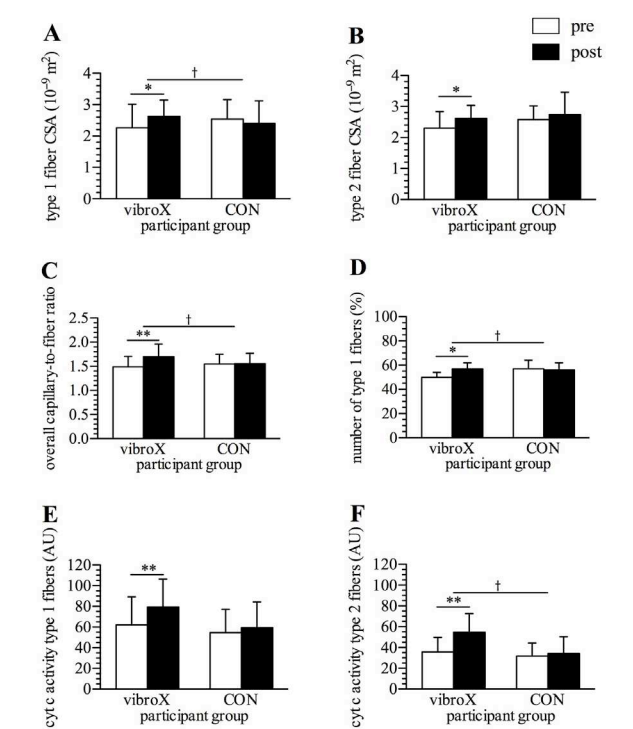 pre
post
A
type 1 fiber CSA (10⁻⁹ m²)
4
3
2
1
0
†
*
vibroX CON
participant group
B
type 2 fiber CSA (10⁻⁹ m²)
4
3
2
1
0
*
vibroX CON
participant group
C
overall capillary-to-fiber ratio
2.5
2.0
1.5
1.0
0.5
0.0
†
**
vibroX CON
participant group
D
number of type 1 fibers (%)
100
80
60
40
20
0
†
*
vibroX CON
participant group
E
cyt c activity type 1 fibers (AU)
120
100
80
60
40
20
0
**
vibroX CON
participant group
F
cyt c activity type 2 fibers (AU)
120
100
80
60
40
20
0
†
**
vibroX CON
participant group